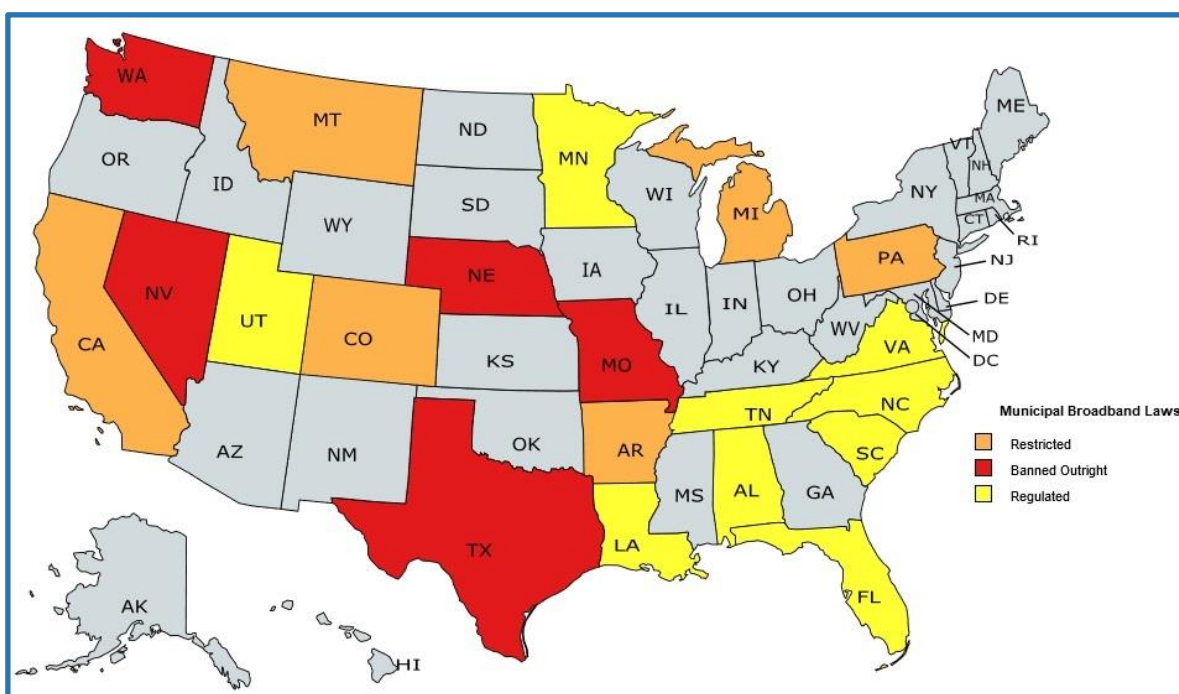 WA
MT
ND
MN
ME
VT
NH
OR
ID
WI
NY
MA
SD
CT
MI
RI
WY
PA
NJ
IA
NE
OH
DE
NV
IL
IN
UT
WV
MD
CA
CO
VA
DC
KS
MO
KY
TN
NC
Municipal Broadband Laws
Restricted
Banned Outright
Regulated
AZ
NM
OK
AR
SC
MS
AL
GA
TX
LA
FL
AK
HI